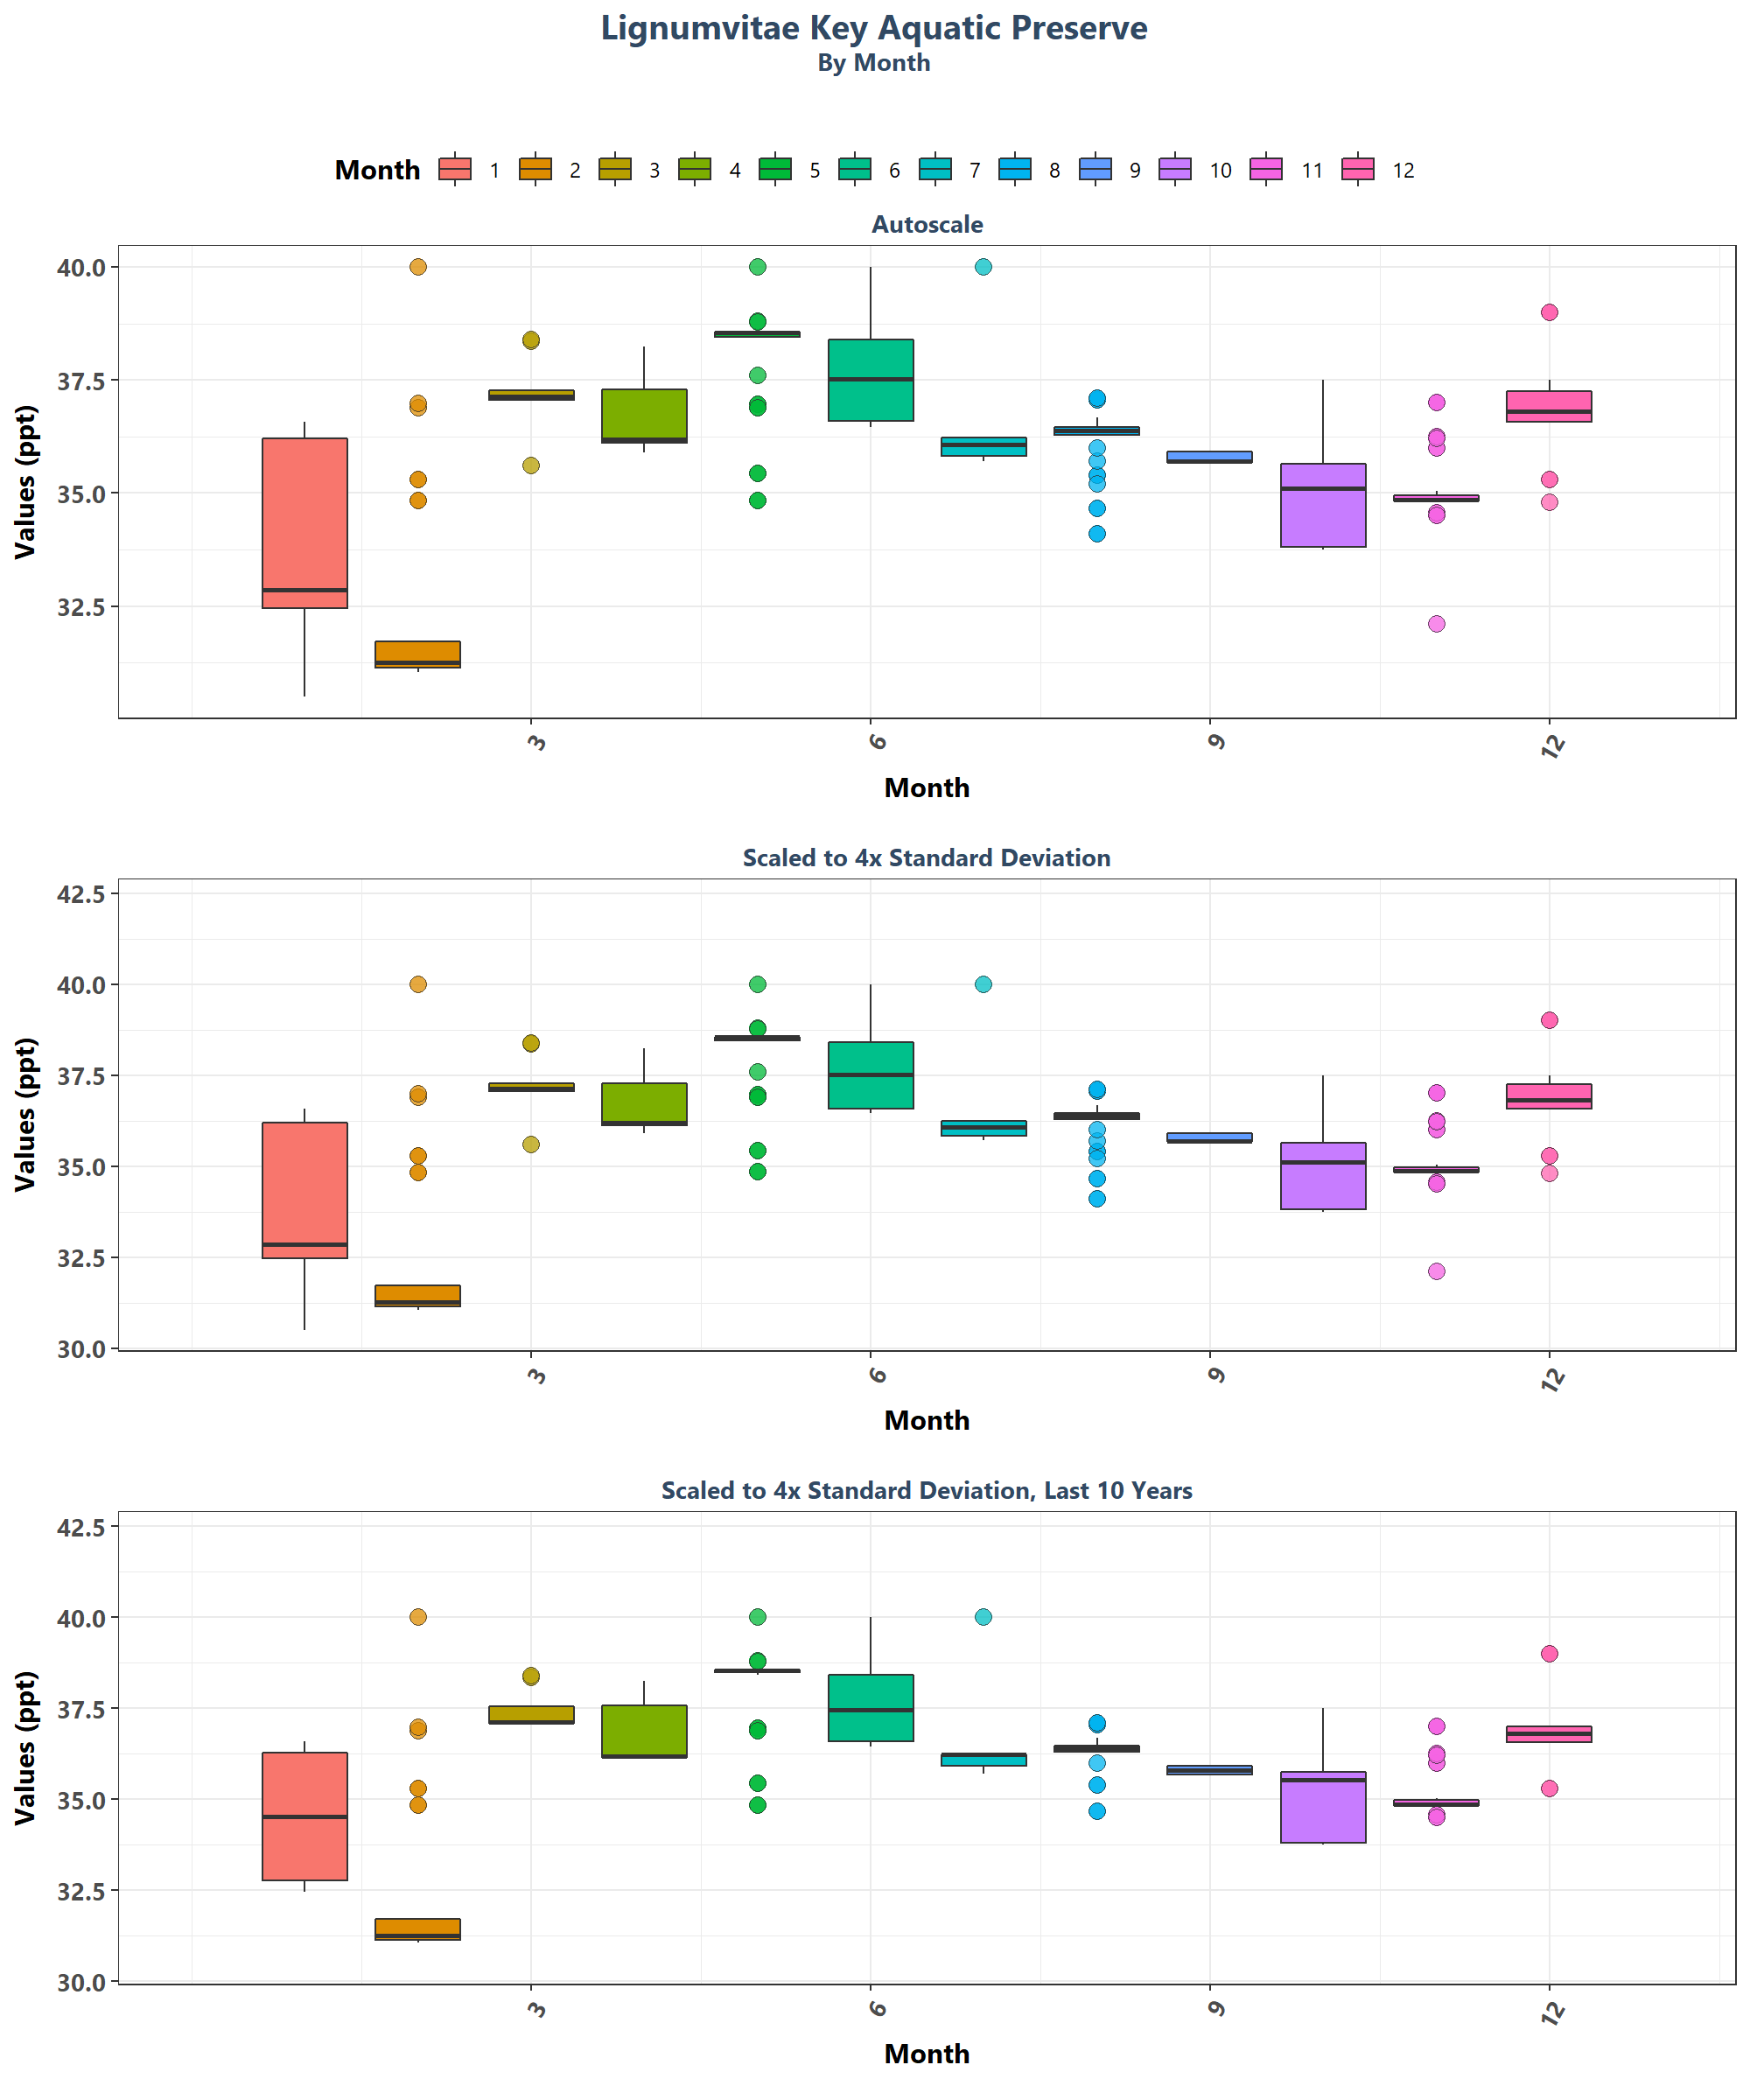 Lignumvitae Key Aquatic Preserve
By Month
Month 1 2 3 4 5 6 7 8 9 10 11 12
Autoscale
Values (ppt)
40.0
37.5
35.0
32.5
3 6 9 12
Month
Scaled to 4x Standard Deviation
Values (ppt)
42.5
40.0
37.5
35.0
32.5
30.0
3 6 9 12
Month
Scaled to 4x Standard Deviation, Last 10 Years
Values (ppt)
42.5
40.0
37.5
35.0
32.5
30.0
3 6 9 12
Month